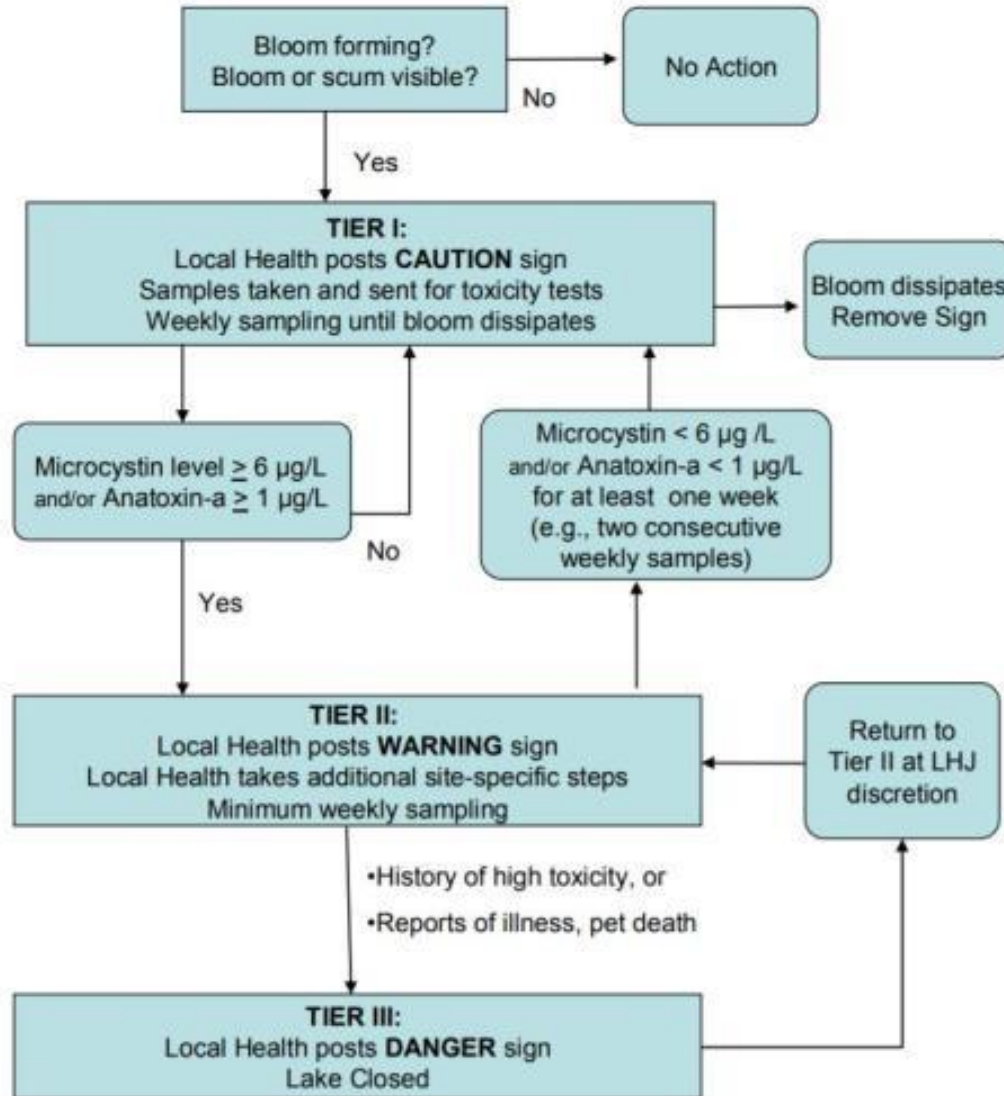 Bloom forming?
Bloom or scum visible?
No Action
No
Yes
TIER I:
Local Health posts CAUTION sign
Samples taken and sent for toxicity tests
Weekly sampling until bloom dissipates
Bloom dissipates
Remove Sign
Microcystin level ≥ 6 µg/L
and/or Anatoxin-a ≥ 1 µg/L
No
Yes
Microcystin < 6 µg /L
and/or Anatoxin-a < 1 µg/L
for at least one week
(e.g., two consecutive
weekly samples)
TIER II:
Local Health posts WARNING sign
Local Health takes additional site-specific steps
Minimum weekly sampling
Return to
Tier II at LHJ
discretion
•History of high toxicity, or
•Reports of illness, pet death
TIER III:
Local Health posts DANGER sign
Lake Closed